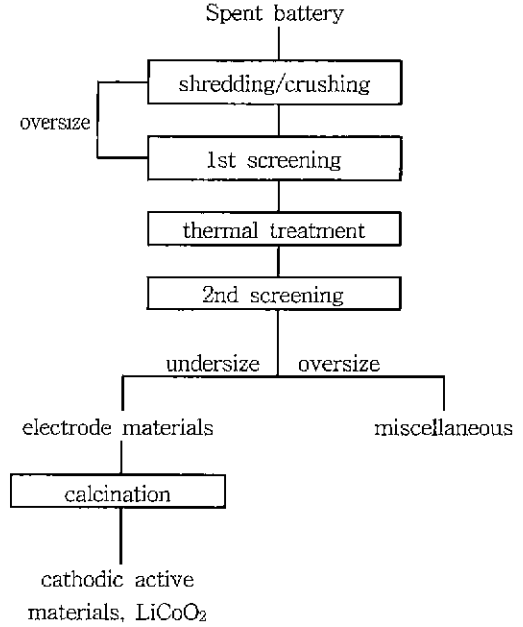 Spent battery
shredding/crushing
oversize
1st screening
thermal treatment
2nd screening
undersize oversize
electrode materials miscellaneous
calcination
cathodic active
materials, LiCoO₂